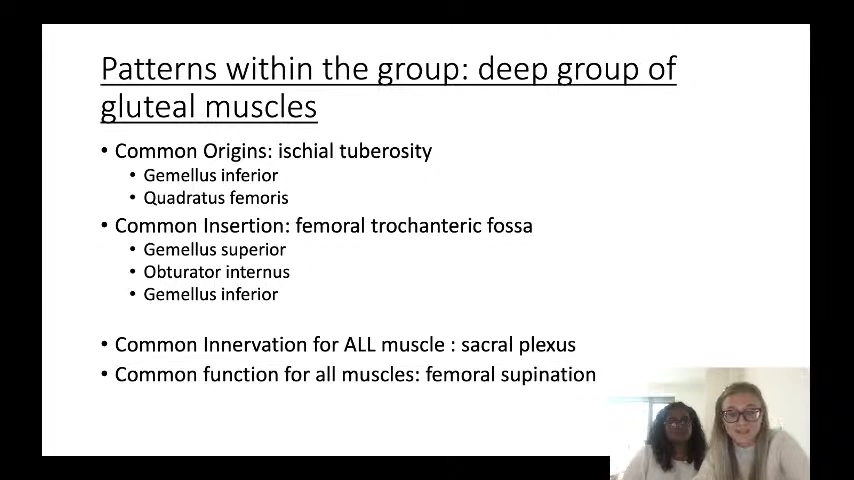 Patterns within the group: deep group of
gluteal muscles
• Common Origins: ischial tuberosity
• Gemellus inferior
• Quadratus femoris
• Common Insertion: femoral trochanteric fossa
• Gemellus superior
• Obturator internus
• Gemellus inferior
• Common Innervation for ALL muscle : sacral plexus
• Common function for all muscles: femoral supination